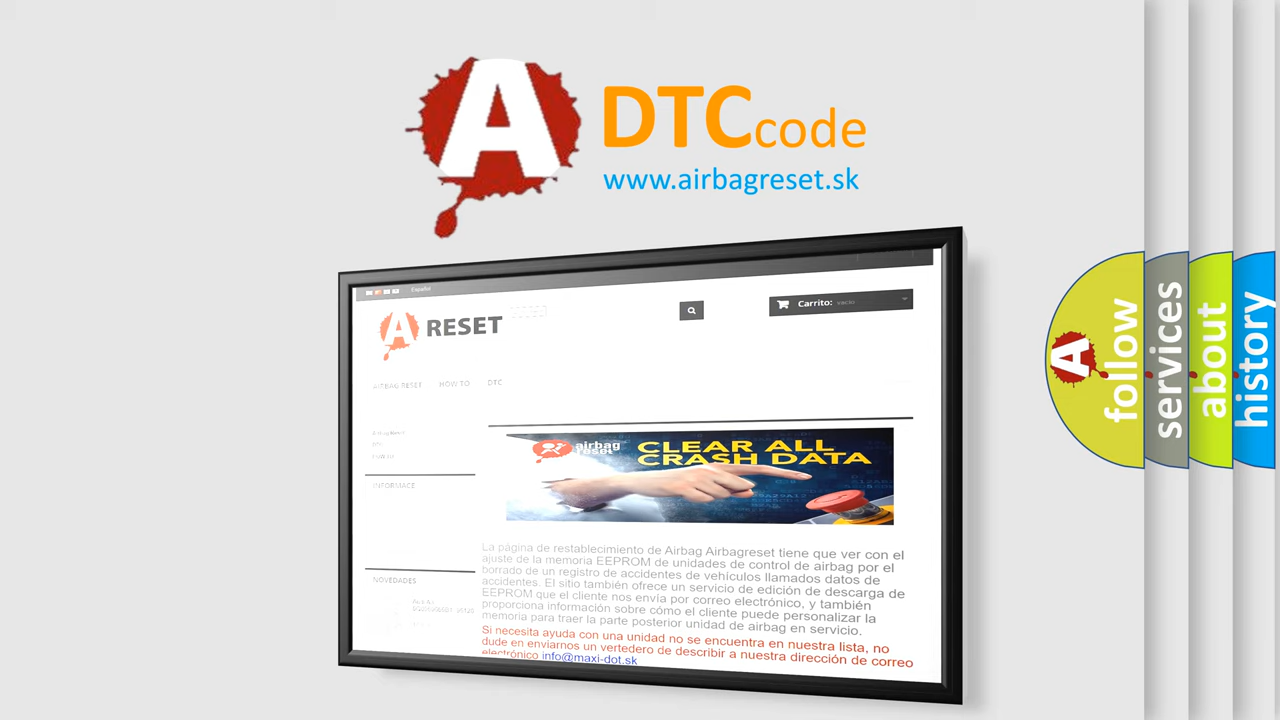 A
DTC code
www.airbagreset.sk
Español
A RESET
Carrito: vacío
AIRBAG RESET HOW TO DTC
INFORMACE
airbag
reset
CLEAR ALL
CRASH DATA
La página de restablecimiento de Airbag Airbagreset tiene que ver con el
ajuste de la memoria EEPROM de unidades de control de airbag por el
borrado de un registro de accidentes de vehículos llamados datos de
accidentes. El sitio también ofrece un servicio de edición de descarga de
EEPROM que el cliente nos envía por correo electrónico, y también
proporciona información sobre cómo el cliente puede personalizar la
memoria para traer la parte posterior unidad de airbag en servicio.
Si necesita ayuda con una unidad no se encuentra en nuestra lista, no
dude en enviarnos un vertedero de describir a nuestra dirección de correo
electrónico info@maxi-dot.sk
NOVEDADES
A
follow
services
about
history